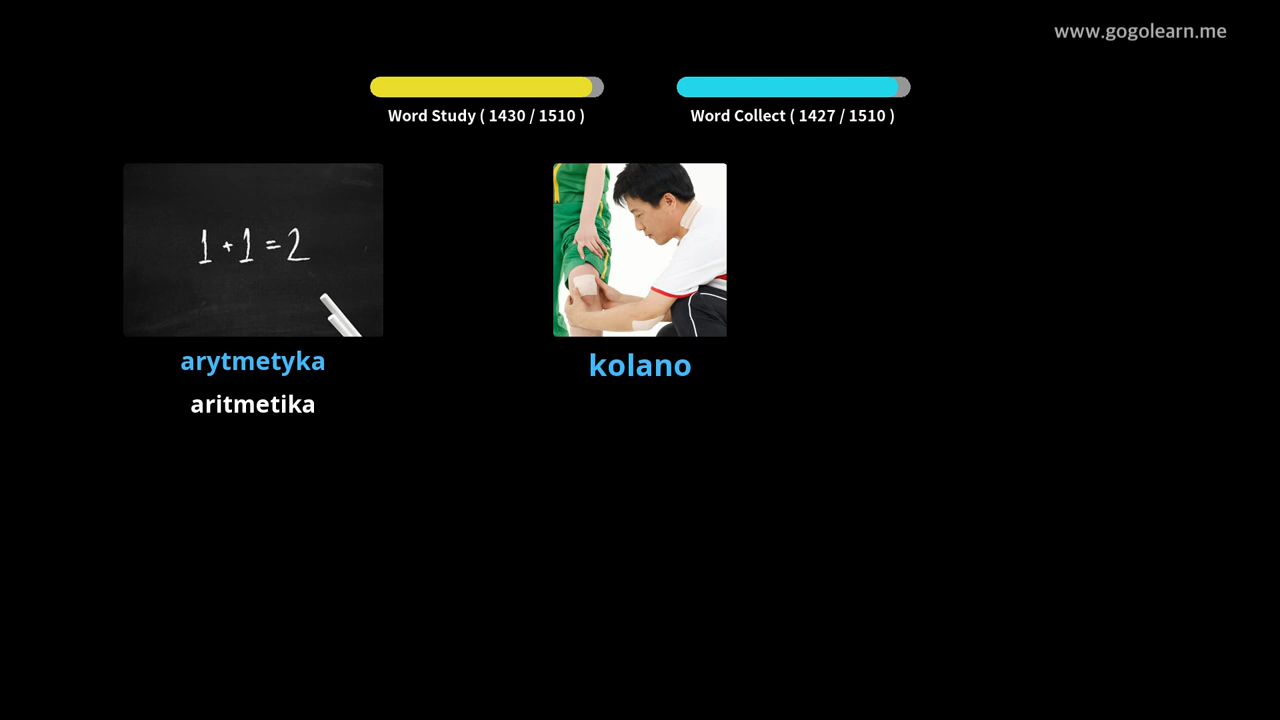 www.gogolearn.me
Word Study ( 1430 / 1510 )
Word Collect ( 1427 / 1510 )
1 + 1 = 2
arytmetyka
aritmetika
kolano